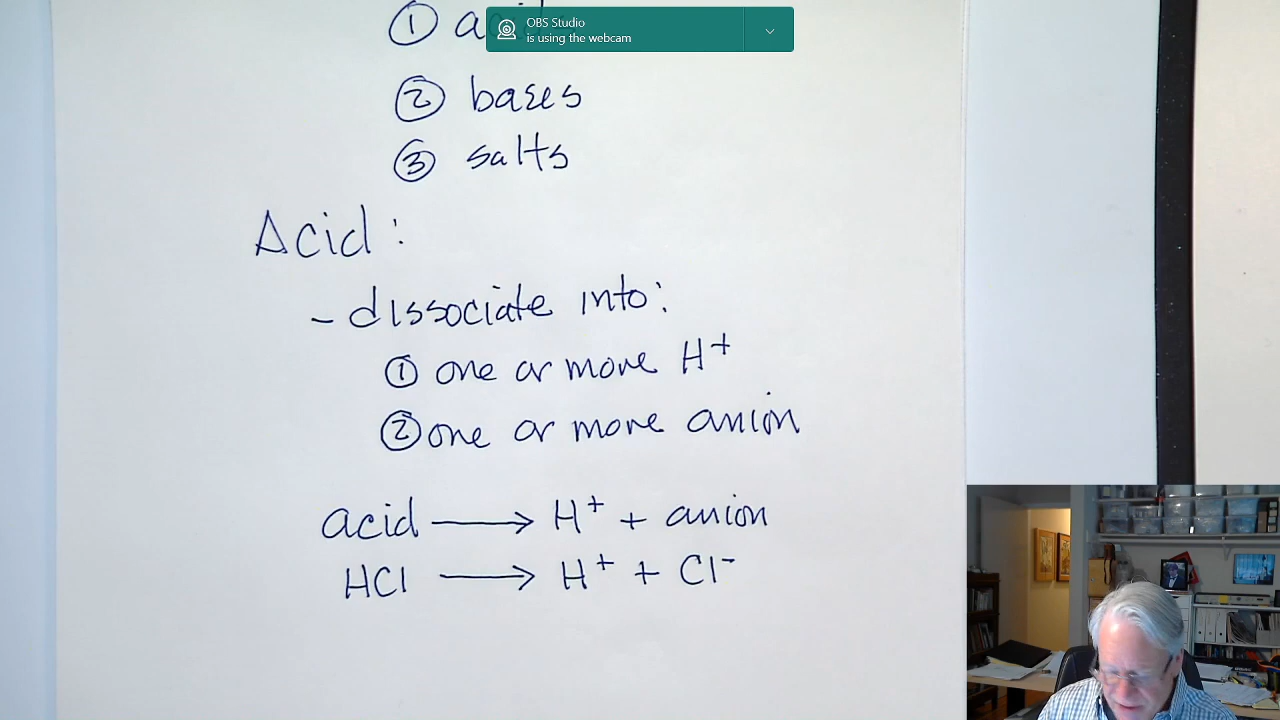 ① acid
OBS Studio
is using the webcam
② bases
③ salts
Acid:
- dissociate into:
① one or more H⁺
② one or more anion
acid ⟶ H⁺ + anion
HCl ⟶ H⁺ + Cl⁻